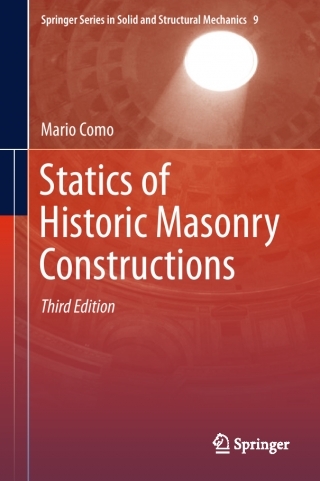 Springer Series in Solid and Structural Mechanics 9
Mario Como
Statics of
Historic Masonry
Constructions
Third Edition
Springer